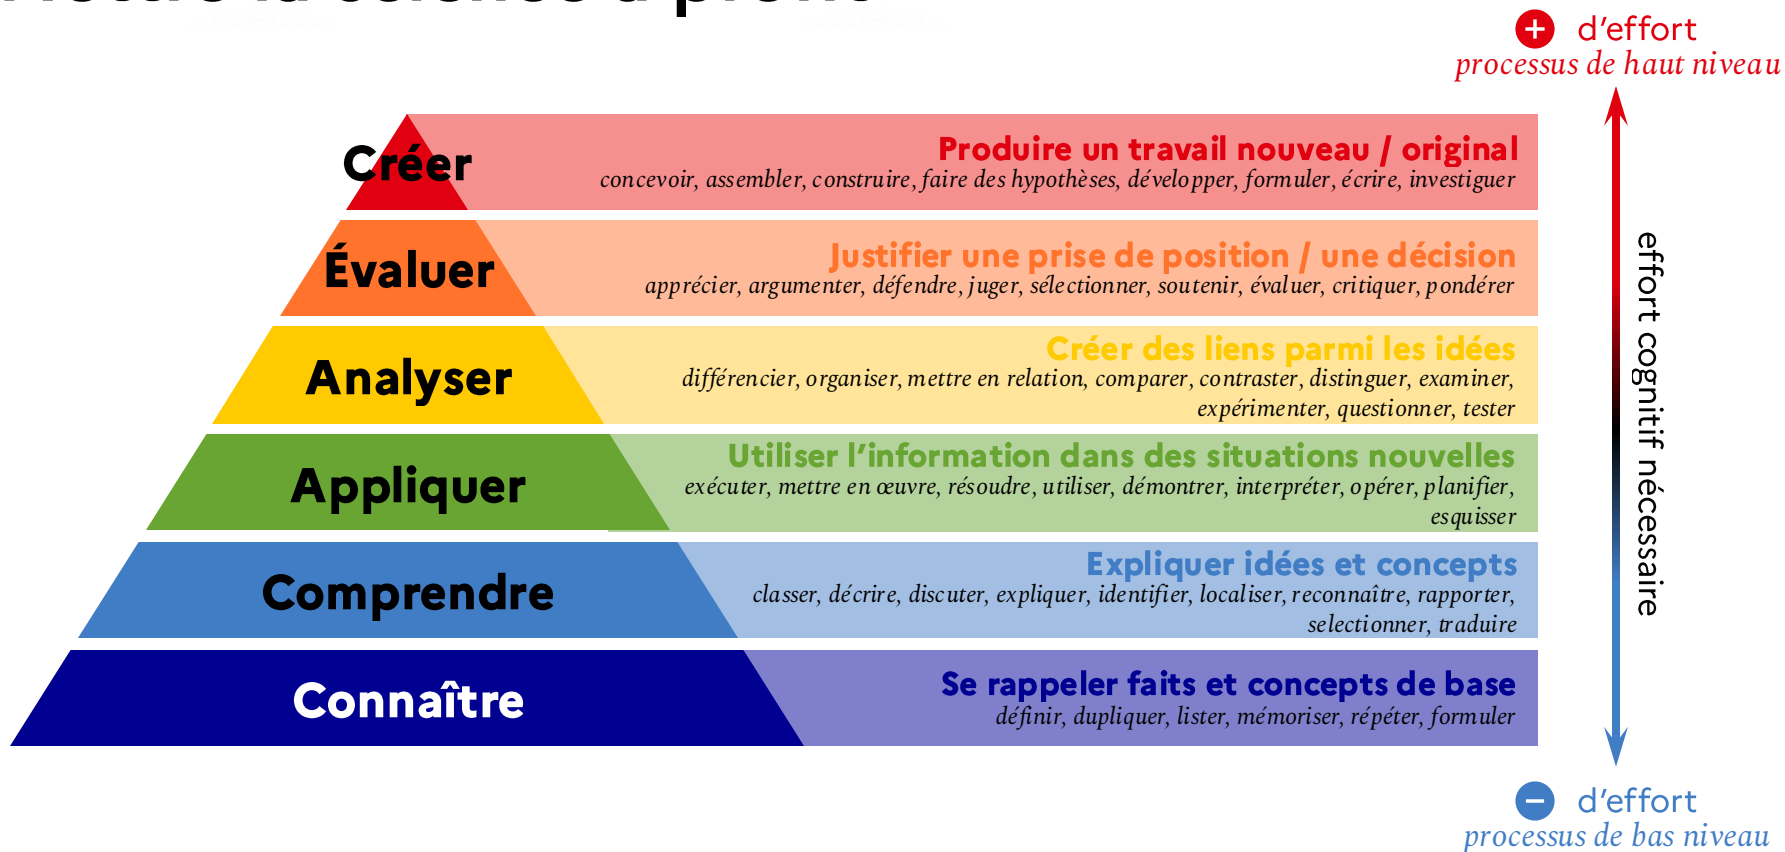 + d'effort
processus de haut niveau
Créer
Produire un travail nouveau / original
concevoir, assembler, construire, faire des hypothèses, développer, formuler, écrire, investiguer
Évaluer
Justifier une prise de position / une décision
apprécier, argumenter, défendre, juger, sélectionner, soutenir, évaluer, critiquer, pondérer
Analyser
Créer des liens parmi les idées
différencier, organiser, mettre en relation, comparer, contraster, distinguer, examiner,
expérimenter, questionner, tester
Appliquer
Utiliser l'information dans des situations nouvelles
exécuter, mettre en œuvre, résoudre, utiliser, démontrer, interpréter, opérer, planifier,
esquisser
Comprendre
Expliquer idées et concepts
classer, décrire, discuter, expliquer, identifier, localiser, reconnaître, rapporter,
selectionner, traduire
Connaître
Se rappeler faits et concepts de base
définir, dupliquer, lister, mémoriser, répéter, formuler
effort cognitif nécessaire
− d'effort
processus de bas niveau